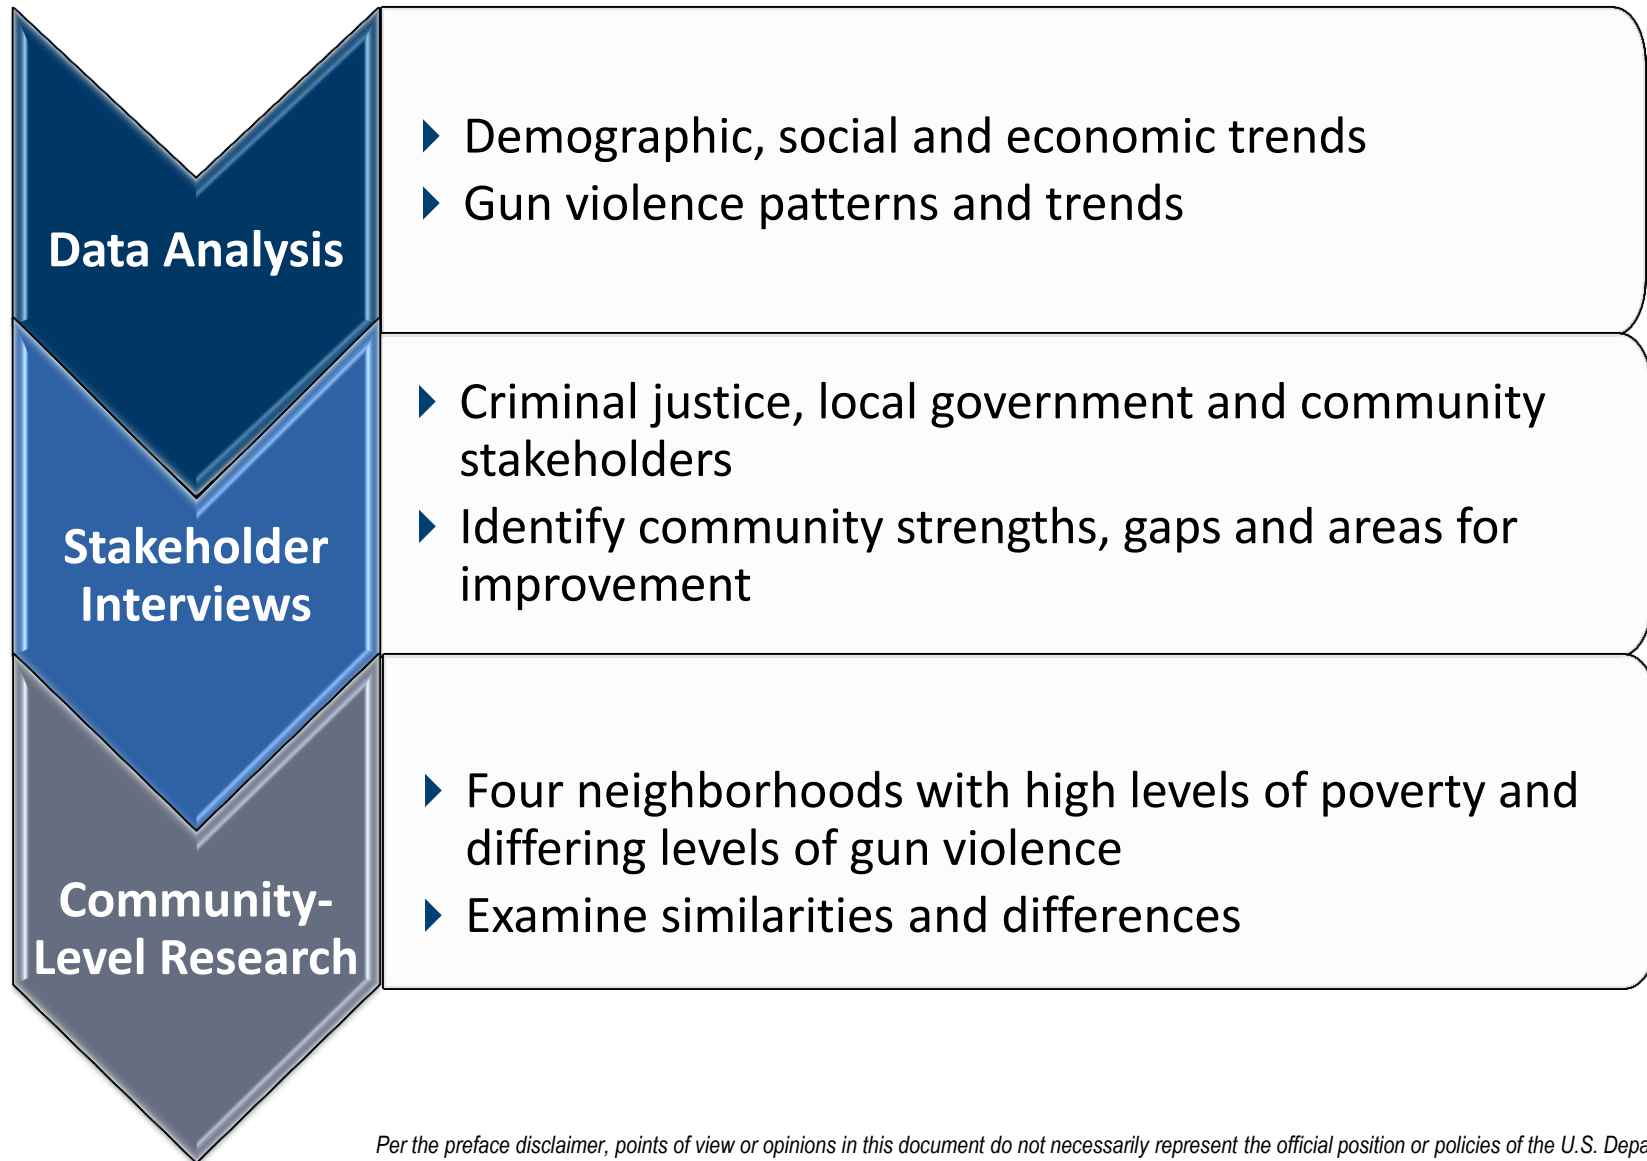 Data Analysis
Demographic, social and economic trends
Gun violence patterns and trends
Stakeholder
Interviews
Criminal justice, local government and community
stakeholders
Identify community strengths, gaps and areas for
improvement
Community-
Level Research
Four neighborhoods with high levels of poverty and
differing levels of gun violence
Examine similarities and differences
Per the preface disclaimer, points of view or opinions in this document do not necessarily represent the official position or policies of the U.S.